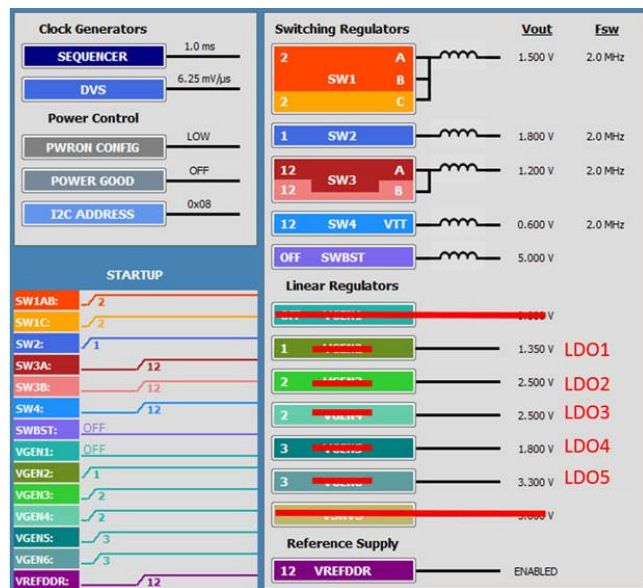 Clock Generators
SEQUENCER 1.0 ms
DVS 6.25 mV/µs
Power Control
PWRON CONFIG LOW
POWER GOOD OFF
I2C ADDRESS 0x08
STARTUP
SW1AB: 2
SW1C: 2
SW2: 1
SW3A: 12
SW3B: 12
SW4: 12
SWBST: OFF
VGEN1: OFF
VGEN2: 1
VGEN3: 2
VGEN4: 2
VGEN5: 3
VGEN6: 3
VREFDDR: 12
Switching Regulators Vout Fsw
2 A 1.500 V 2.0 MHz
SW1 B
2 C
1 SW2 1.800 V 2.0 MHz
12 A 1.200 V 2.0 MHz
SW3
12 B
12 SW4 VTT 0.600 V 2.0 MHz
OFF SWBST 5.000 V
Linear Regulators
V
1 1.350 V LDO1
2 2.500 V LDO2
2 2.500 V LDO3
3 1.800 V LDO4
3 3.300 V LDO5
V
Reference Supply
12 VREFDDR ENABLED